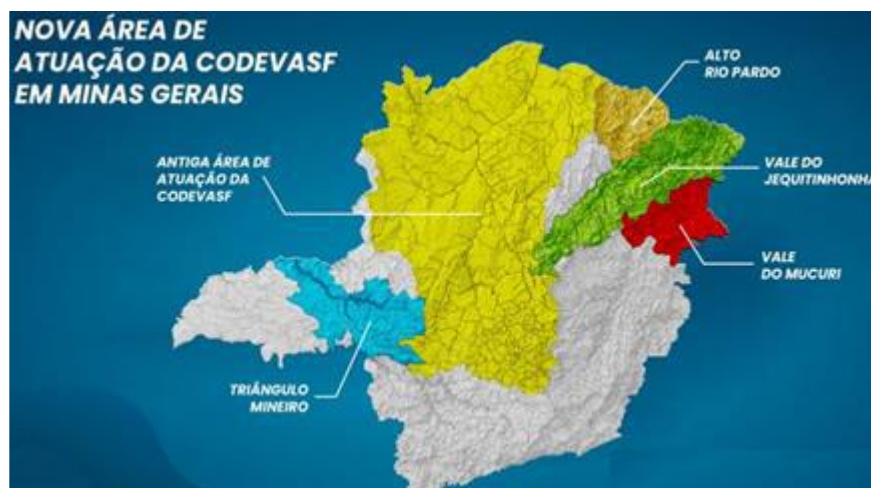 NOVA ÁREA DE
ATUAÇÃO DA CODEVASF
EM MINAS GERAIS
ALTO
RIO PARDO
ANTIGA ÁREA DE
ATUAÇÃO DA
CODEVASF
VALE DO
JEQUITINHONHA
VALE
DO MUCURI
TRIÂNGULO
MINEIRO